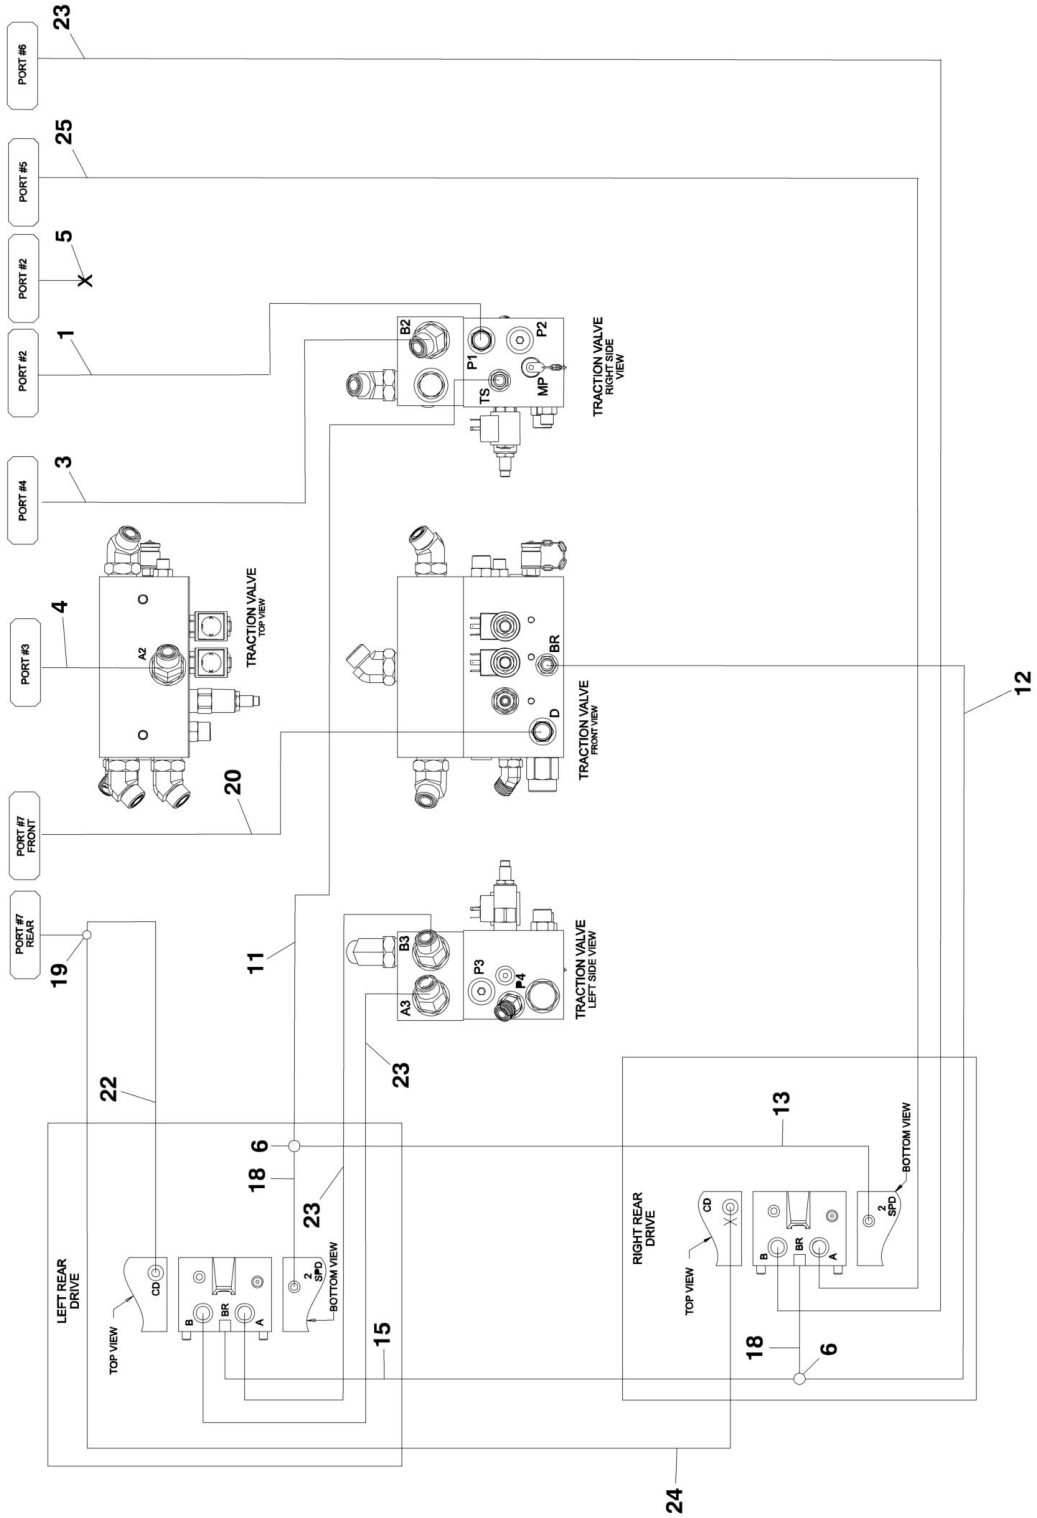 PORT #7
REAR
PORT #7
FRONT
PORT #3
PORT #4
PORT #2
PORT #2
PORT #5
PORT #6
19
20
4
3
1
5
25
23
22
A2
TRACTION VALVE
TOP VIEW
11
23
23
A3
B3
P3
P4
TRACTION VALVE
LEFT SIDE VIEW
D
BR
TRACTION VALVE
FRONT VIEW
B2
P1
P2
TS
MP
TRACTION VALVE
RIGHT SIDE
VIEW
12
LEFT REAR
DRIVE
TOP VIEW
CD
B
BR
A
2
SPD
BOTTOM VIEW
18
6
15
13
24
RIGHT REAR
DRIVE
TOP VIEW
CD
B
BR
A
2
SPD
BOTTOM VIEW
18
6